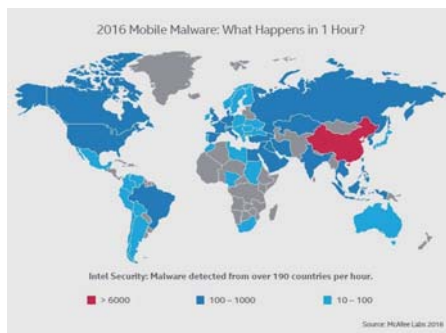 2016 Mobile Malware: What Happens in 1 Hour?
Intel Security: Malware detected from over 190 countries per hour.
> 6000 100 – 1000 10 – 100
Source: McAfee Labs 2016